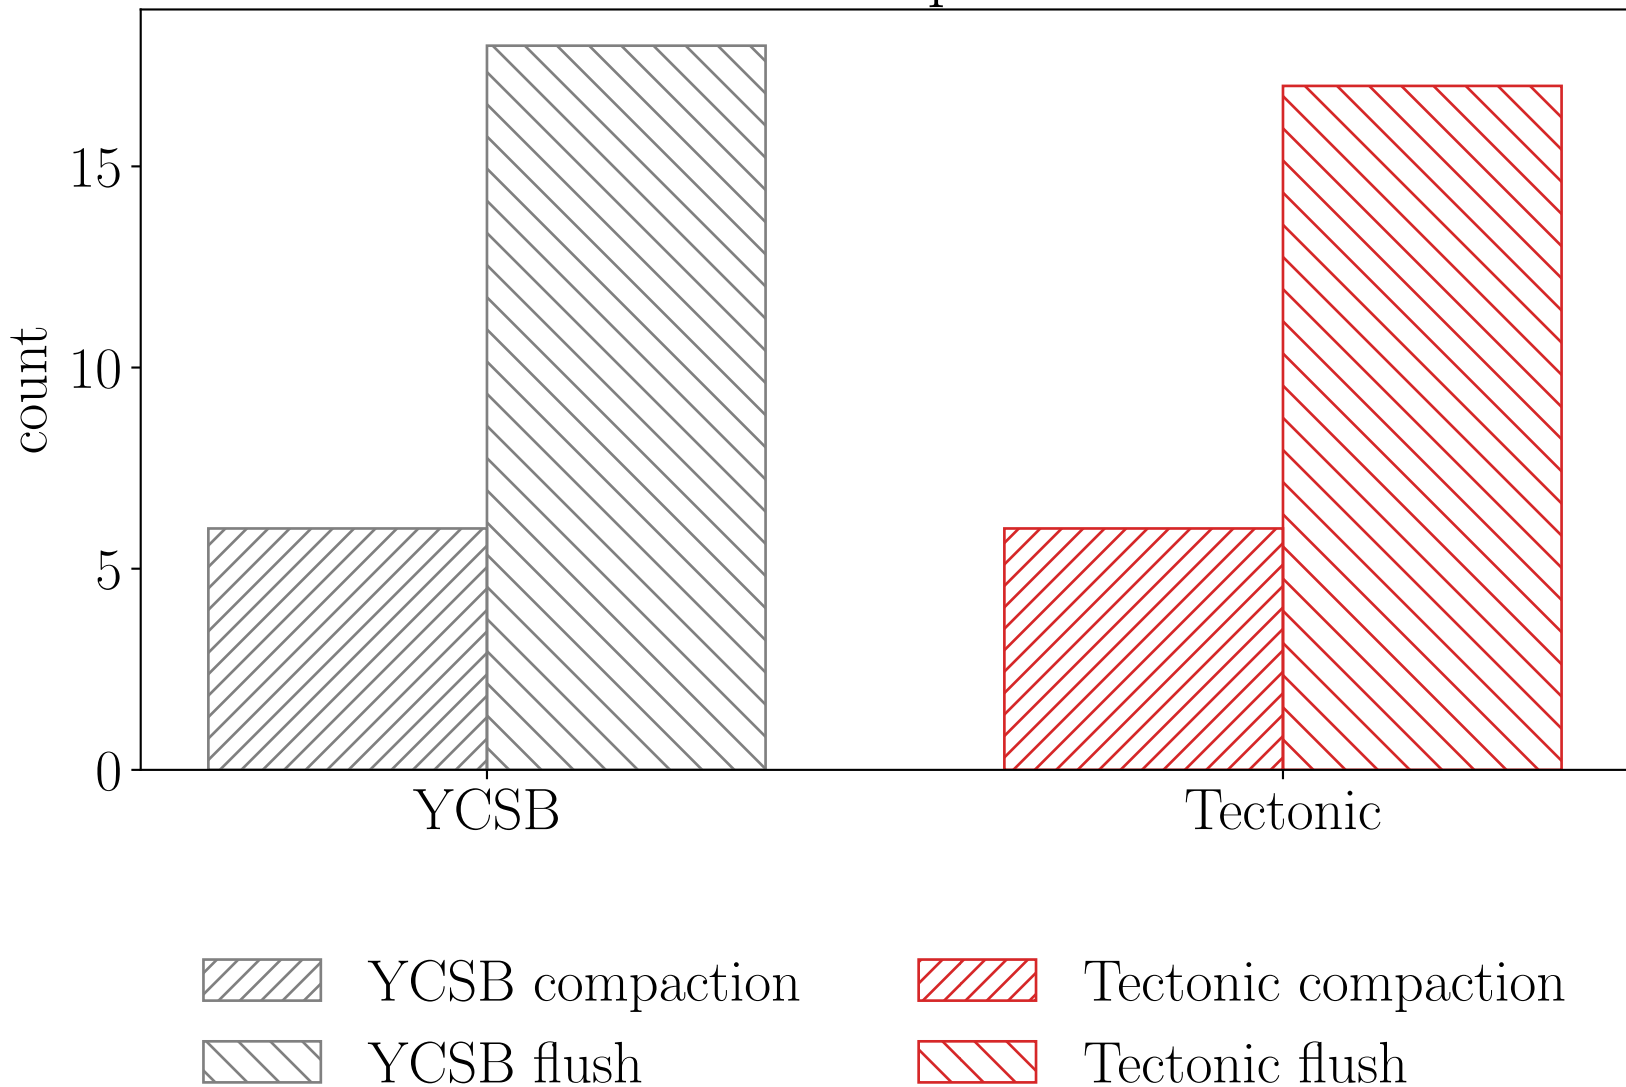 15
10
5
0
count
YCSB
Tectonic
YCSB compaction
Tectonic compaction
YCSB flush
Tectonic flush